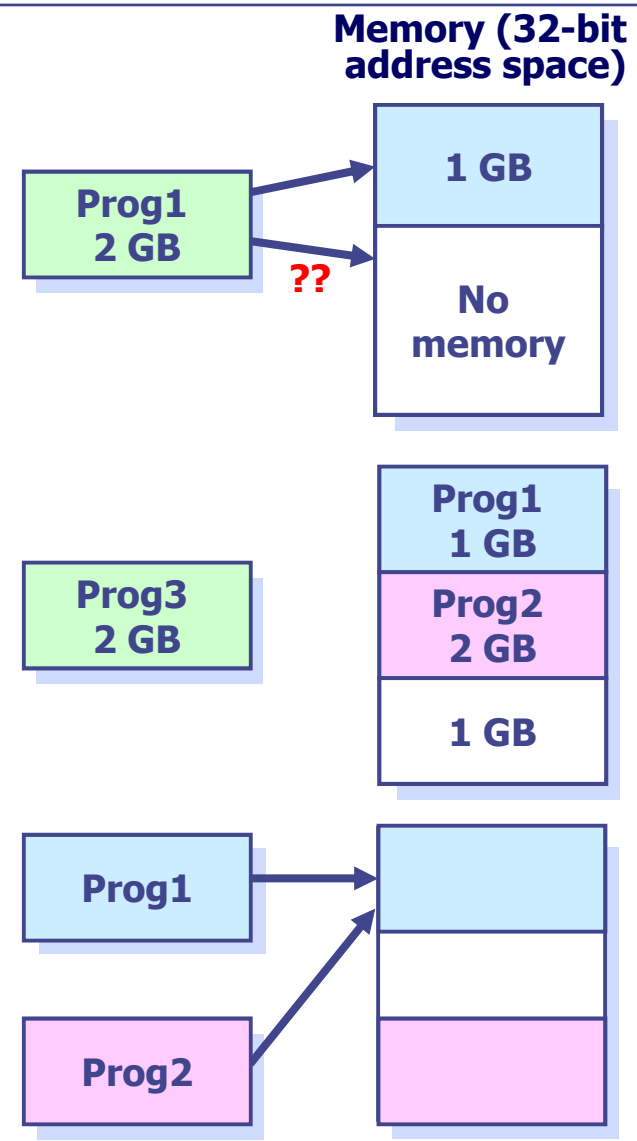 Memory (32-bit
address space)
1 GB
Prog1
2 GB
??
No
memory
Prog1
1 GB
Prog3
2 GB
Prog2
2 GB
1 GB
Prog1
Prog2